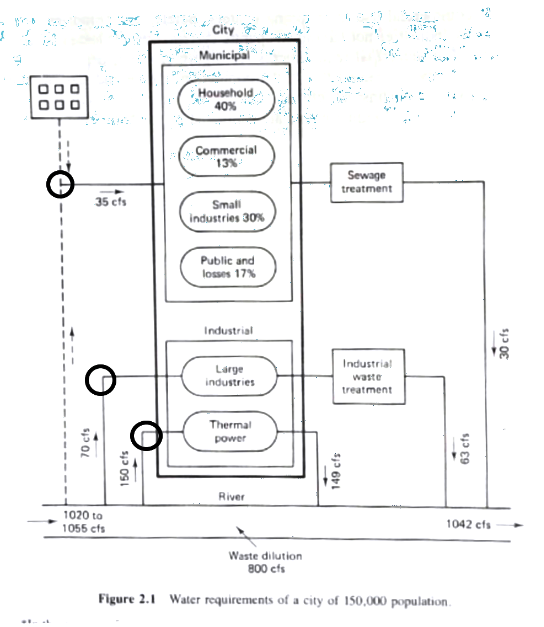 City
Municipal
Household
40%
Commercial
13%
Small
industries 30%
Public and
losses 17%
35 cfs
Sewage
treatment
30 cfs
Industrial
Large
industries
Industrial
waste
treatment
Thermal
power
70 cfs
150 cfs
149 cfs
63 cfs
River
1020 to
1055 cfs
1042 cfs
Waste dilution
800 cfs
Figure 2.1 Water requirements of a city of 150,000 population.